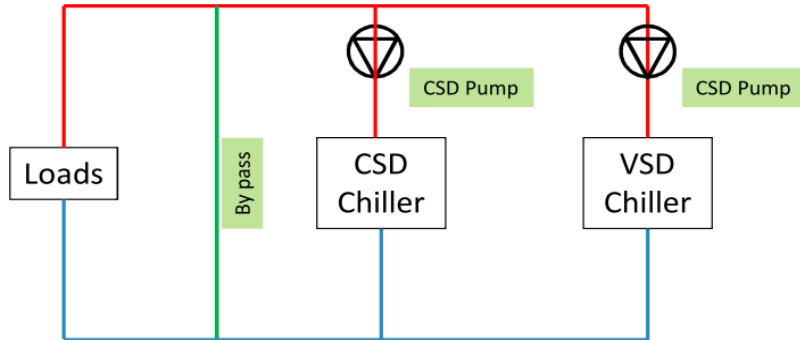 CSD Pump
CSD Pump
Loads
By pass
CSD
Chiller
VSD
Chiller